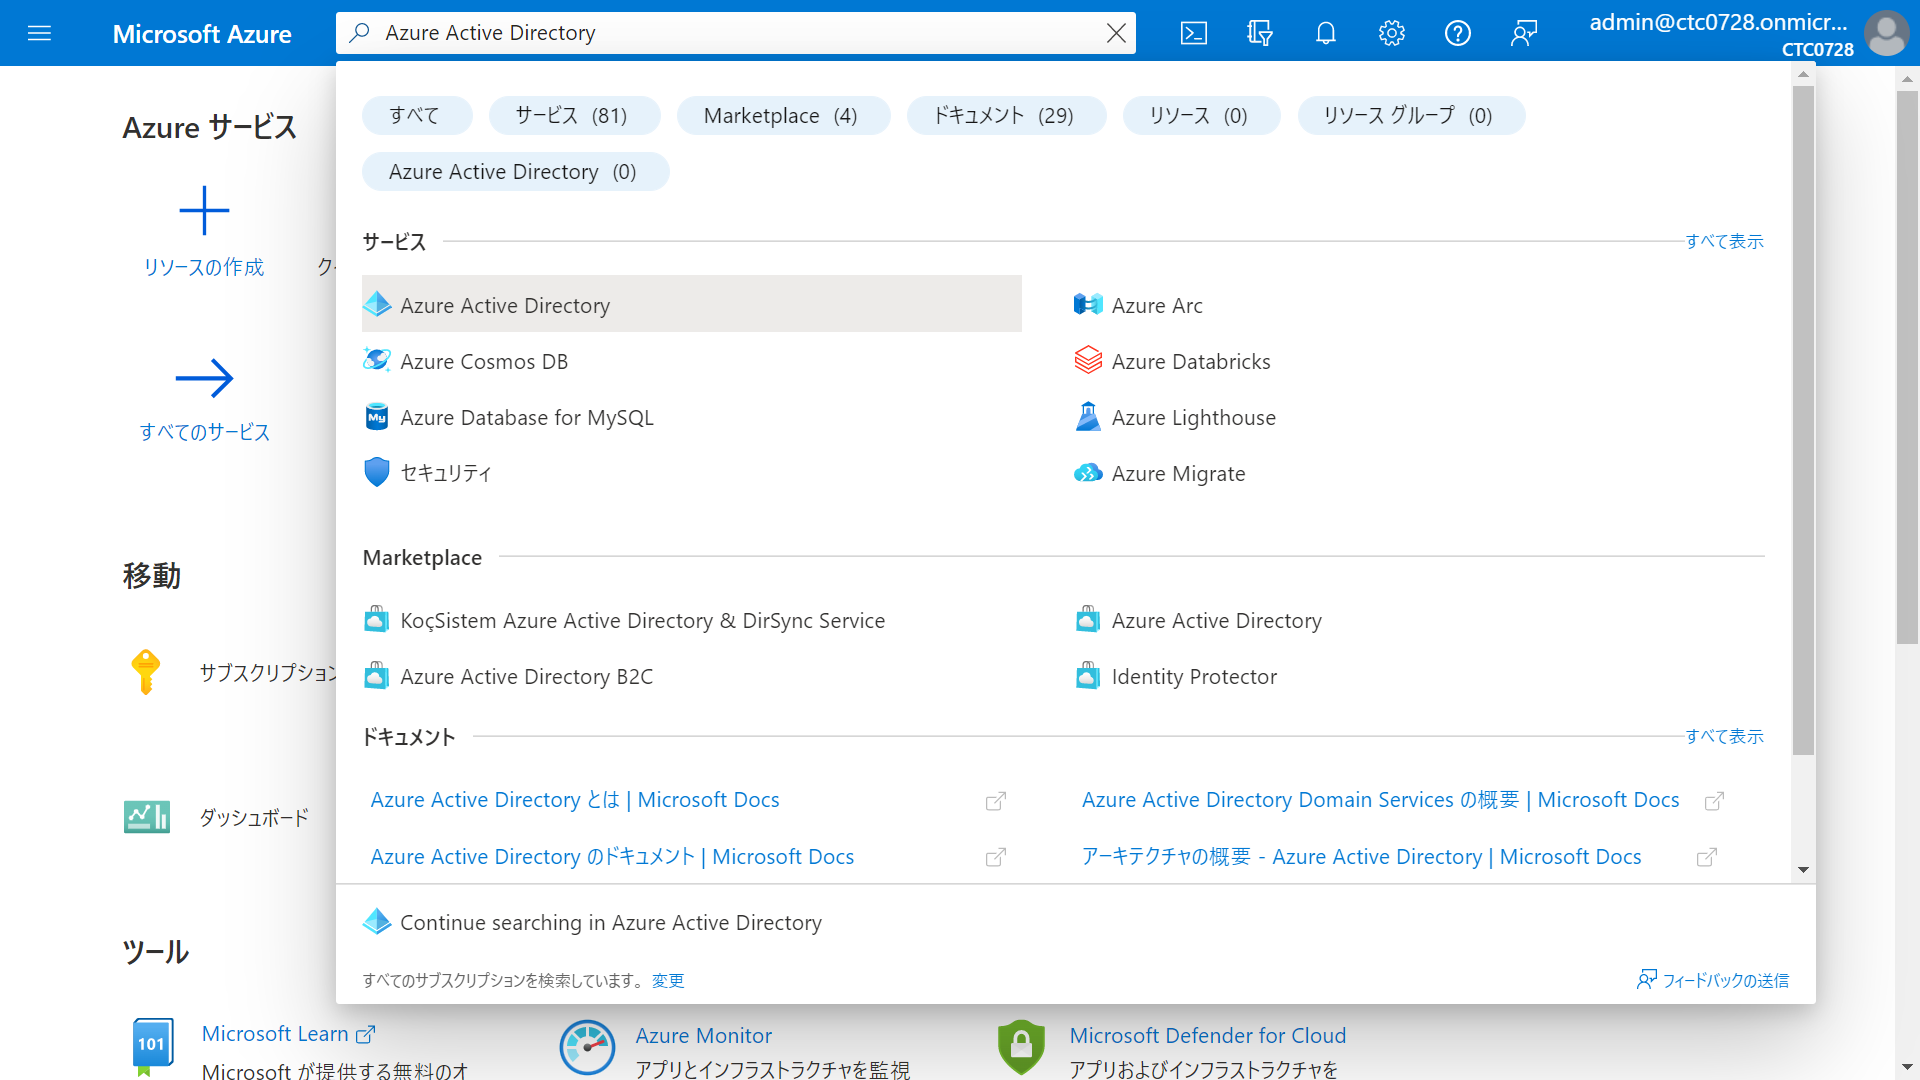 Microsoft Azure
Azure Active Directory
admin@ctc0728.onmicr...
CTC0728
すべて
サービス (81)
Marketplace (4)
ドキュメント (29)
リソース (0)
リソース グループ (0)
Azure Active Directory (0)
Azure サービス
リソースの作成
すべてのサービス
サービス
すべて表示
Azure Active Directory
Azure Arc
Azure Cosmos DB
Azure Databricks
Azure Database for MySQL
Azure Lighthouse
セキュリティ
Azure Migrate
Marketplace
KoçSistem Azure Active Directory & DirSync Service
Azure Active Directory
Azure Active Directory B2C
Identity Protector
ドキュメント
すべて表示
Azure Active Directory とは | Microsoft Docs
Azure Active Directory Domain Services の概要 | Microsoft Docs
Azure Active Directory のドキュメント | Microsoft Docs
アーキテクチャの概要 - Azure Active Directory | Microsoft Docs
Continue searching in Azure Active Directory
すべてのサブスクリプションを検索しています。 変更
フィードバックの送信
移動
サブスクリプション
ダッシュボード
ツール
My
101
Microsoft Learn
Microsoft が提供する無料のオ
Azure Monitor
アプリとインフラストラクチャを監視
Microsoft Defender for Cloud
アプリおよびインフラストラクチャを